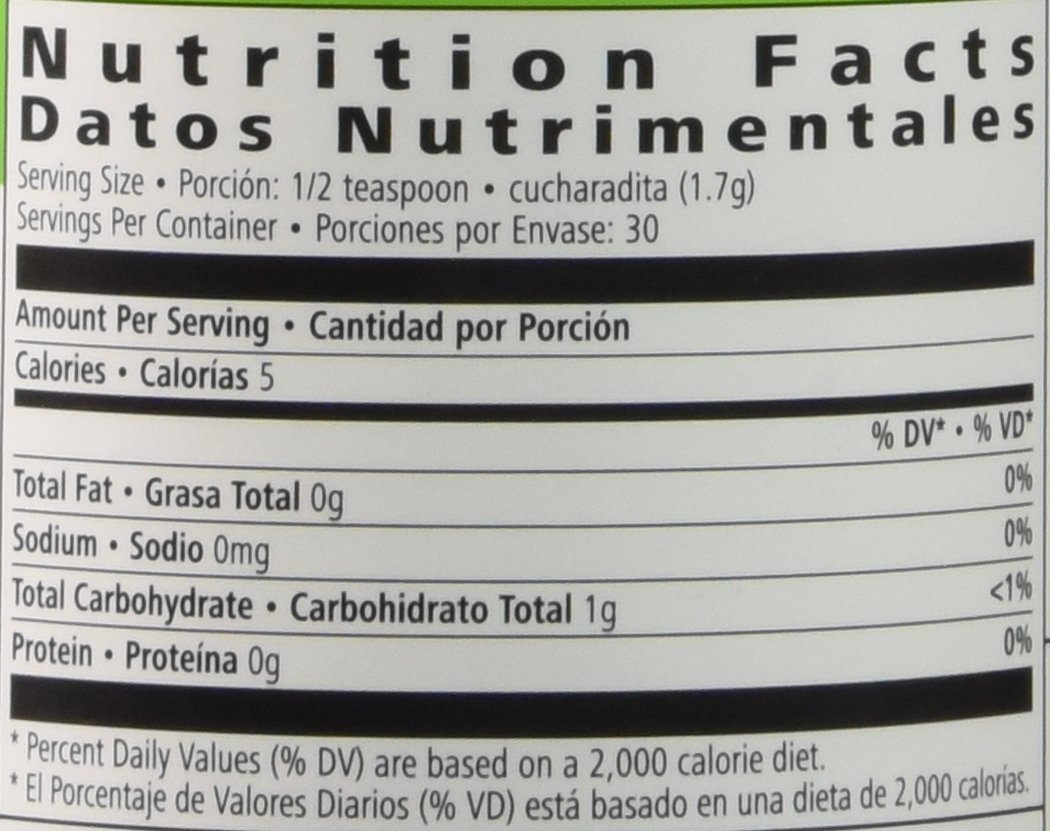 Nutrition Facts
Datos Nutrimentales
Serving Size • Porción: 1/2 teaspoon • cucharadita (1.7g)
Servings Per Container • Porciones por Envase: 30
Amount Per Serving • Cantidad por Porción
Calories • Calorías 5
% DV* • % VD*
Total Fat • Grasa Total 0g 0%
Sodium • Sodio 0mg 0%
Total Carbohydrate • Carbohidrato Total 1g <1%
Protein • Proteína 0g 0%
* Percent Daily Values (% DV) are based on a 2,000 calorie diet.
* El Porcentaje de Valores Diarios (% VD) está basado en una dieta de 2,000 calorías.